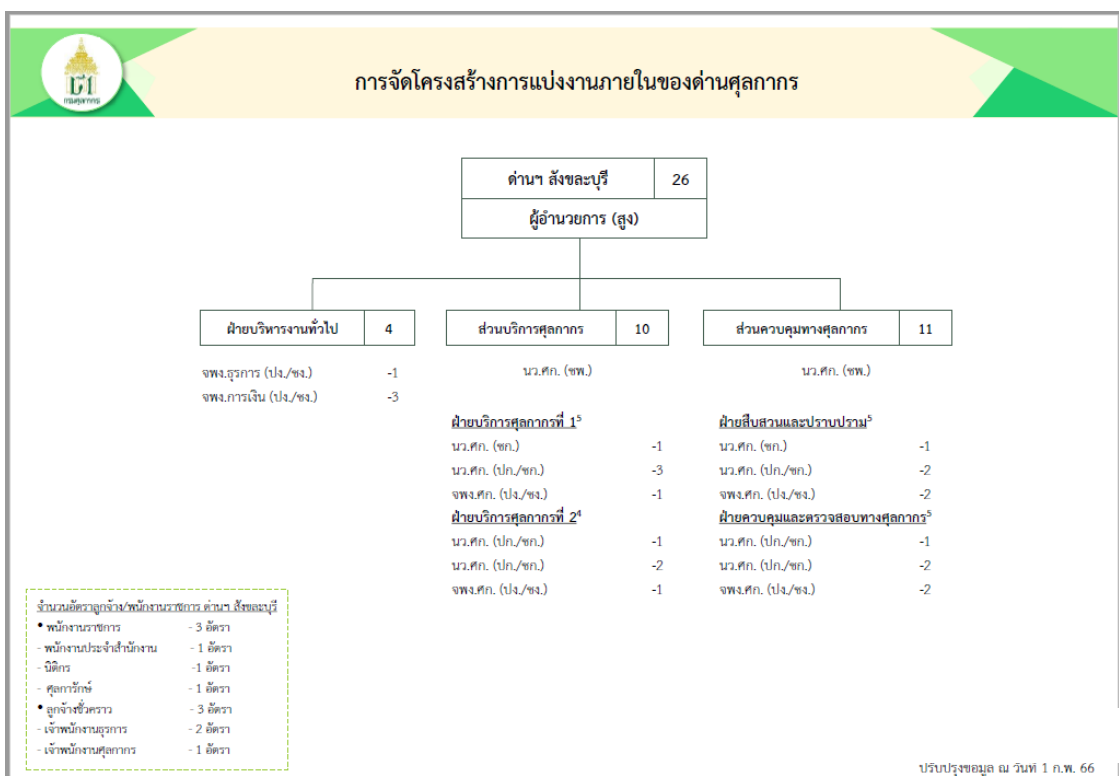 กรมศุลกากร
การจัดโครงสร้างการแบ่งงานภายในของด่านศุลกากร
ด่านฯ สังขละบุรี 26
ผู้อำนวยการ (สูง)
ฝ่ายบริหารงานทั่วไป 4
จพง.ธุรการ (ปง./ชง.) -1
จพง.การเงิน (ปง./ชง.) -3
ส่วนบริการศุลกากร 10
นว.ศก. (ชพ.)
ฝ่ายบริการศุลกากรที่ 1⁵
นว.ศก. (ชก.) -1
นว.ศก. (ปก./ชก.) -3
จพง.ศก. (ปง./ชง.) -1
ฝ่ายบริการศุลกากรที่ 2⁴
นว.ศก. (ปก./ชก.) -1
นว.ศก. (ปก./ชก.) -2
จพง.ศก. (ปง./ชง.) -1
ส่วนควบคุมทางศุลกากร 11
นว.ศก. (ชพ.)
ฝ่ายสืบสวนและปราบปราม⁵
นว.ศก. (ชก.) -1
นว.ศก. (ปก./ชก.) -2
จพง.ศก. (ปง./ชง.) -2
ฝ่ายควบคุมและตรวจสอบทางศุลกากร⁵
นว.ศก. (ปก./ชก.) -1
นว.ศก. (ปก./ชก.) -2
จพง.ศก. (ปง./ชง.) -2
จำนวนอัตราลูกจ้าง/พนักงานราชการ ด่านฯ สังขละบุรี
• พนักงานราชการ - 3 อัตรา
- พนักงานประจำสำนักงาน - 1 อัตรา
- นิติกร -1 อัตรา
- ศุลการักษ์ - 1 อัตรา
• ลูกจ้างชั่วคราว - 3 อัตรา
- เจ้าพนักงานธุรการ - 2 อัตรา
- เจ้าพนักงานศุลกากร - 1 อัตรา
ปรับปรุงข้อมูล ณ วันที่ 1 ก.พ. 66